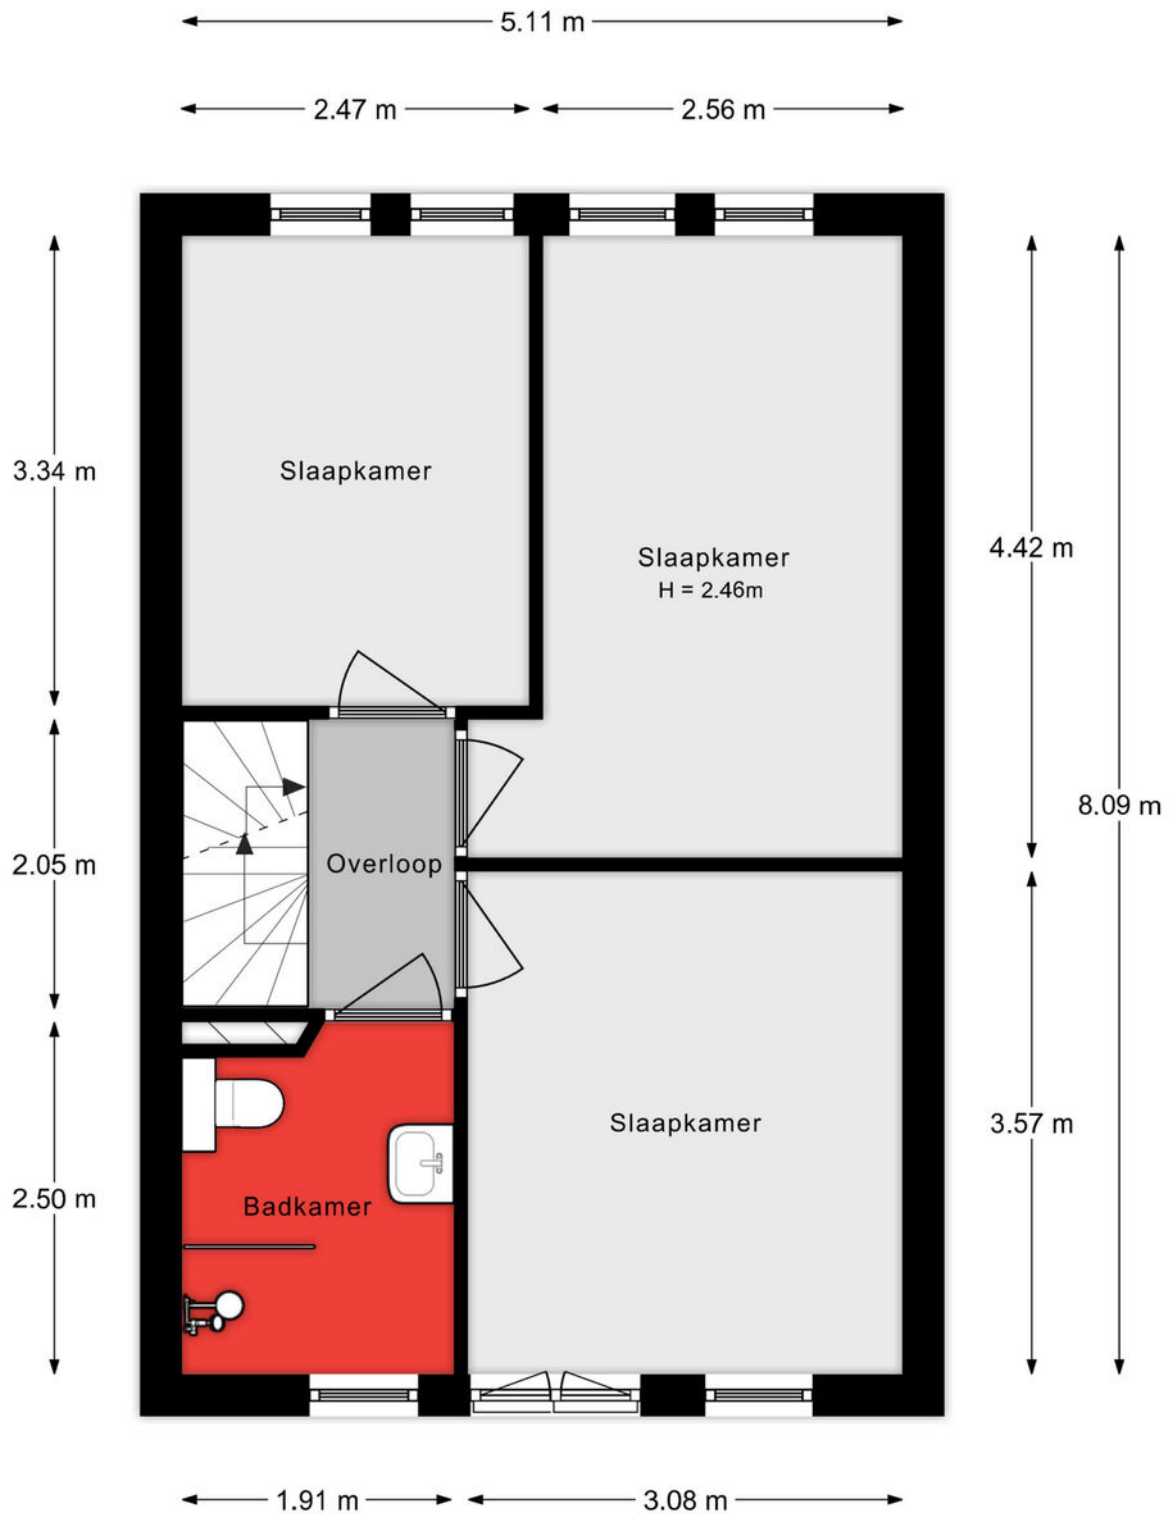 5.11 m
2.47 m
2.56 m
3.34 m
Slaapkamer
Slaapkamer
H = 2.46m
4.42 m
8.09 m
2.05 m
Overloop
2.50 m
Badkamer
Slaapkamer
3.57 m
1.91 m
3.08 m